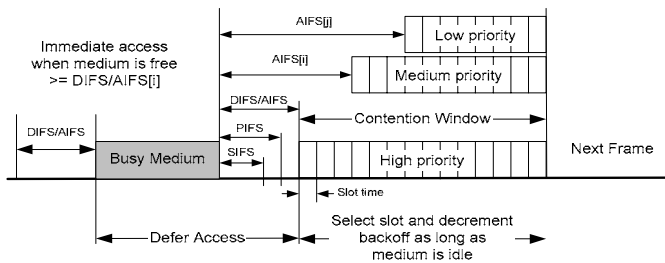 AIFS[j]
Low priority
Immediate access
when medium is free
>= DIFS/AIFS[i]
AIFS[i]
Medium priority
DIFS/AIFS
Contention Window
DIFS/AIFS
PIFS
Busy Medium
SIFS
High priority
Next Frame
Slot time
Defer Access
Select slot and decrement
backoff as long as
medium is idle